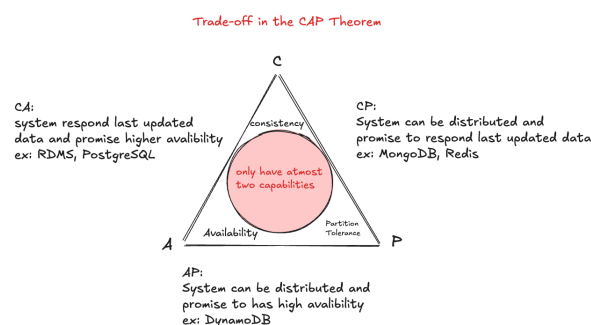 Trade-off in the CAP Theorem
C
CA:
system respond last updated
data and promise higher avalibility
ex: RDMS, PostgreSQL
consistency
CP:
System can be distributed and
promise to respond last updated data
ex: MongoDB, Redis
only have atmost
two capabilities
Availability
Partition
Tolerance
A
P
AP:
System can be distributed and
promise to has high avalibility
ex: DynamoDB